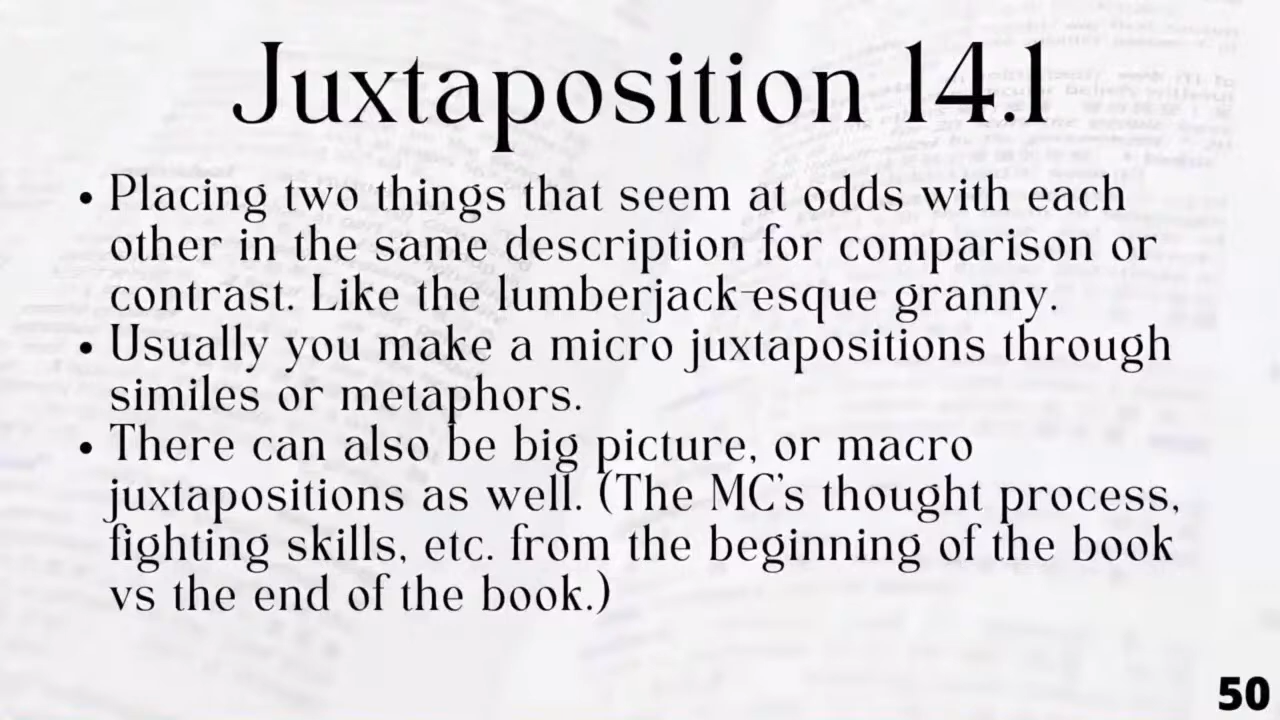 Juxtaposition 14.1
• Placing two things that seem at odds with each
other in the same description for comparison or
contrast. Like the lumberjack-esque granny.
• Usually you make a micro juxtapositions through
similes or metaphors.
• There can also be big picture, or macro
juxtapositions as well. (The MC's thought process,
fighting skills, etc. from the beginning of the book
vs the end of the book.)
50